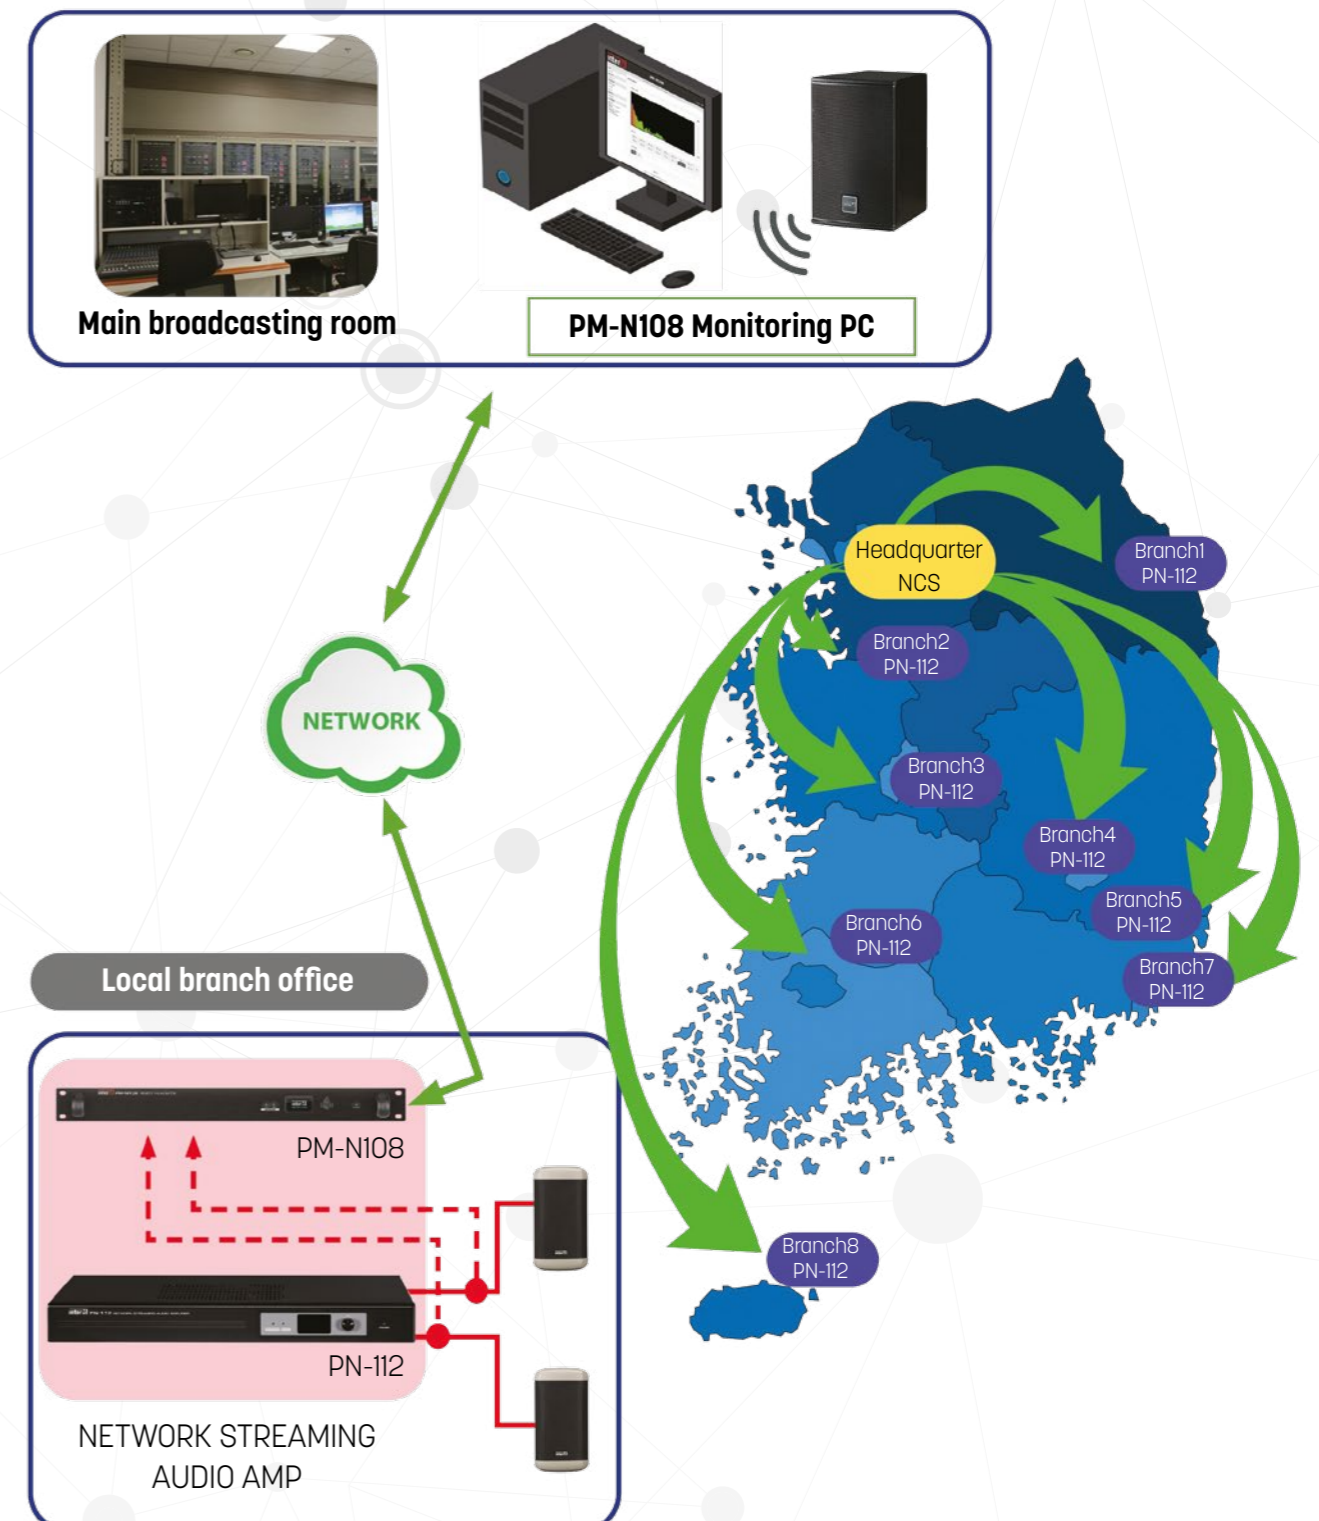 Main broadcasting room
PM-N108 Monitoring PC
Headquarter
NCS
Branch1
PN-112
Branch2
PN-112
NETWORK
Branch3
PN-112
Branch4
PN-112
Branch5
PN-112
Branch6
PN-112
Branch7
PN-112
Local branch office
PM-N108
Branch8
PN-112
PN-112
NETWORK STREAMING
AUDIO AMP